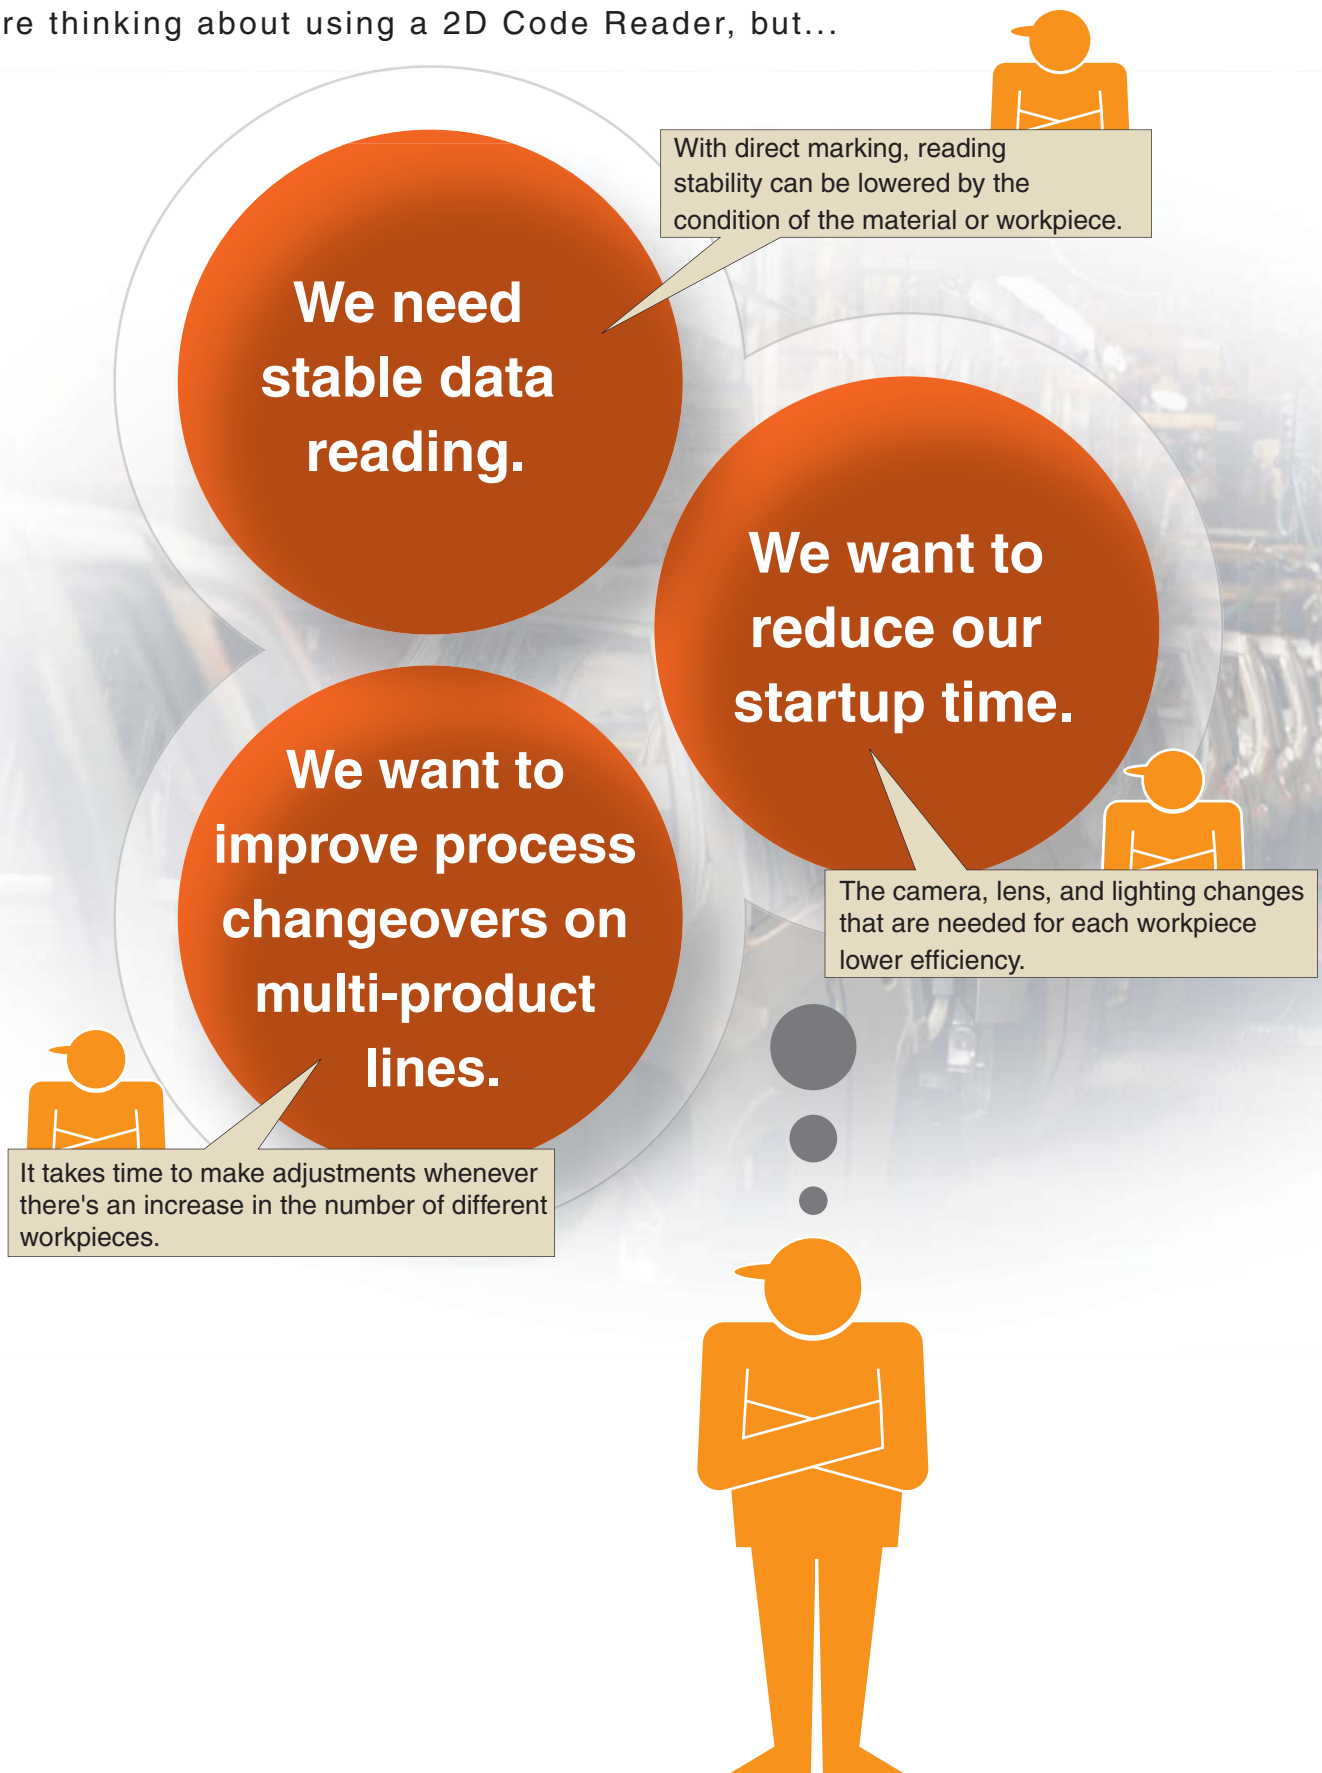 re thinking about using a 2D Code Reader, but...
With direct marking, reading
stability can be lowered by the
condition of the material or workpiece.
We need
stable data
reading.
We want to
reduce our
startup time.
The camera, lens, and lighting changes
that are needed for each workpiece
lower efficiency.
We want to
improve process
changeovers on
multi-product
lines.
It takes time to make adjustments whenever
there's an increase in the number of different
workpieces.